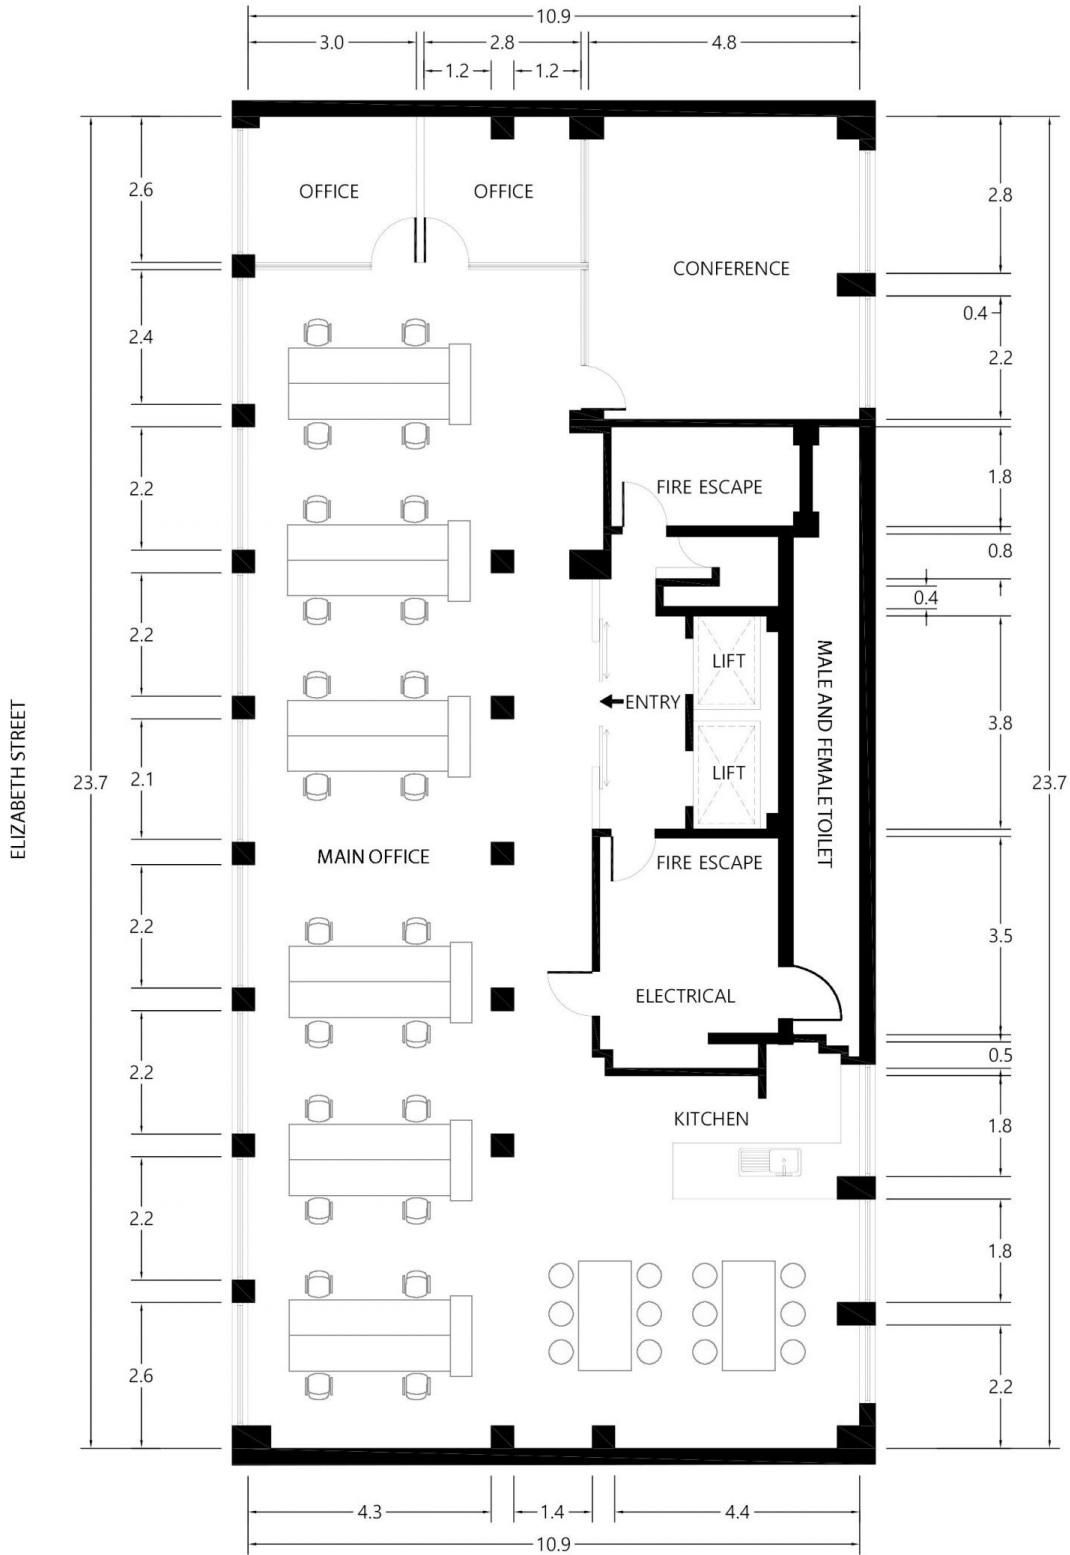 10.9
3.0
2.8
4.8
1.2
1.2
2.6
OFFICE
OFFICE
2.8
CONFERENCE
0.4
2.4
2.2
2.2
FIRE ESCAPE
1.8
0.8
0.4
2.2
LIFT
MALE AND FEMALE TOILET
ENTRY
ELIZABETH STREET
23.7
2.1
LIFT
3.8
23.7
MAIN OFFICE
FIRE ESCAPE
2.2
3.5
ELECTRICAL
2.2
0.5
KITCHEN
1.8
2.2
1.8
2.6
2.2
4.3
1.4
4.4
10.9